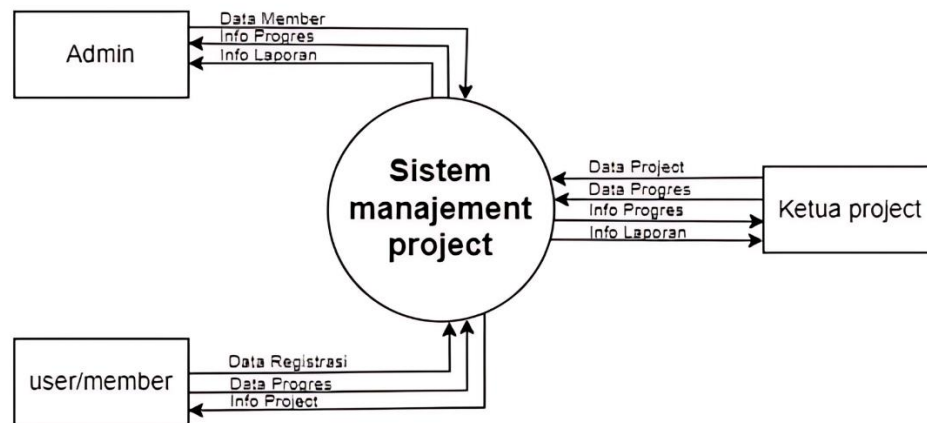 Data Member
Info Progres
Info Laporan
Admin
Sistem
manajement
project
Data Project
Data Progres
Info Progres
Info Laporan
Ketua project
user/member
Data Registrasi
Data Progres
Info Project